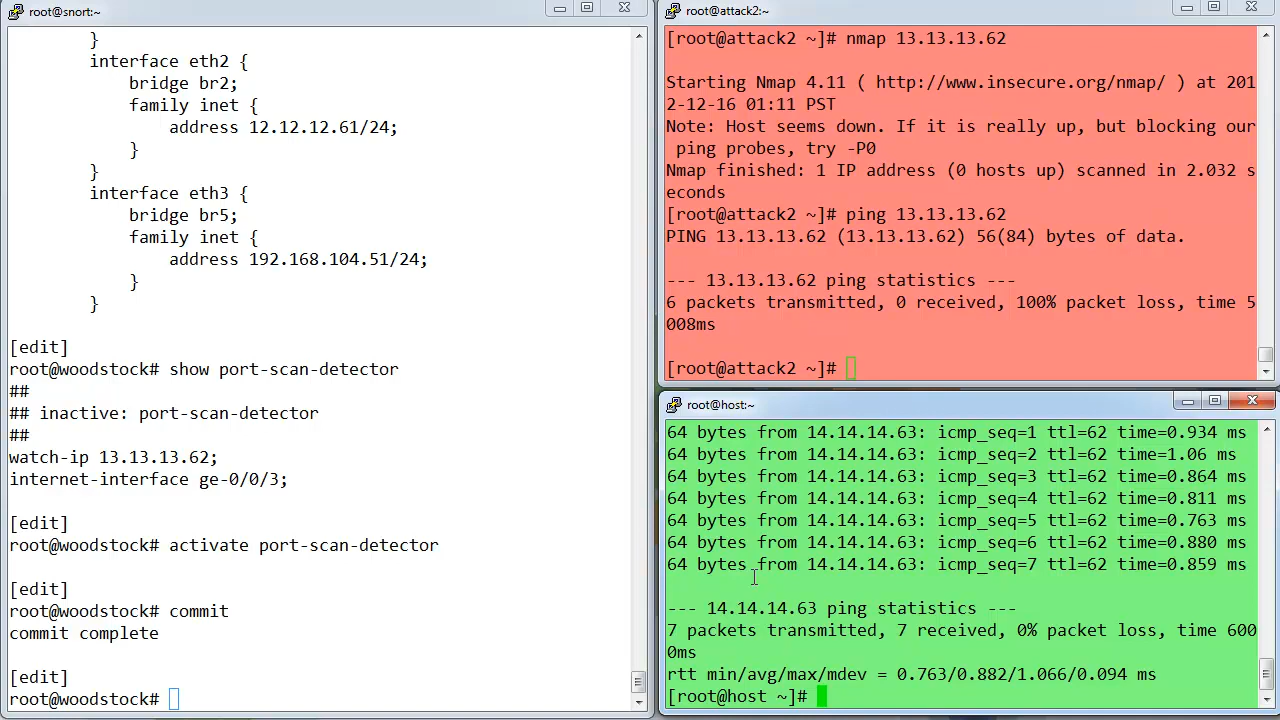 root@snort:~
}
interface eth2 {
bridge br2;
family inet {
address 12.12.12.61/24;
}
}
interface eth3 {
bridge br5;
family inet {
address 192.168.104.51/24;
}
}
[edit]
root@woodstock# show port-scan-detector
##
## inactive: port-scan-detector
##
watch-ip 13.13.13.62;
internet-interface ge-0/0/3;
[edit]
root@woodstock# activate port-scan-detector
[edit]
root@woodstock# commit
commit complete
[edit]
root@woodstock#
root@attack2:~
[root@attack2 ~]# nmap 13.13.13.62
Starting Nmap 4.11 ( http://www.insecure.org/nmap/ ) at 201
2-12-16 01:11 PST
Note: Host seems down. If it is really up, but blocking our
ping probes, try -P0
Nmap finished: 1 IP address (0 hosts up) scanned in 2.032 s
econds
[root@attack2 ~]# ping 13.13.13.62
PING 13.13.13.62 (13.13.13.62) 56(84) bytes of data.
--- 13.13.13.62 ping statistics ---
6 packets transmitted, 0 received, 100% packet loss, time 5
008ms
[root@attack2 ~]#
root@host:~
64 bytes from 14.14.14.63: icmp_seq=1 ttl=62 time=0.934 ms
64 bytes from 14.14.14.63: icmp_seq=2 ttl=62 time=1.06 ms
64 bytes from 14.14.14.63: icmp_seq=3 ttl=62 time=0.864 ms
64 bytes from 14.14.14.63: icmp_seq=4 ttl=62 time=0.811 ms
64 bytes from 14.14.14.63: icmp_seq=5 ttl=62 time=0.763 ms
64 bytes from 14.14.14.63: icmp_seq=6 ttl=62 time=0.880 ms
64 bytes from 14.14.14.63: icmp_seq=7 ttl=62 time=0.859 ms
--- 14.14.14.63 ping statistics ---
7 packets transmitted, 7 received, 0% packet loss, time 600
0ms
rtt min/avg/max/mdev = 0.763/0.882/1.066/0.094 ms
[root@host ~]#